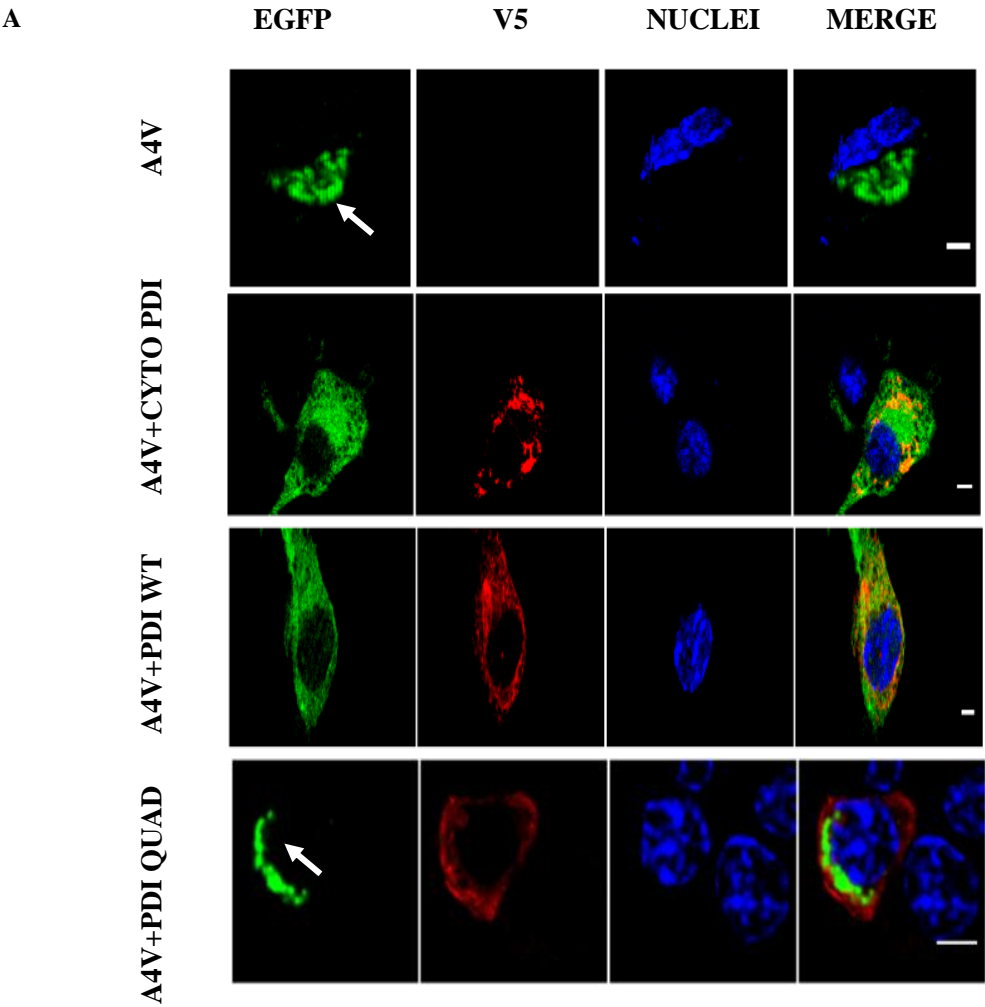 A
EGFP V5 NUCLEI MERGE
A4V
A4V+CYTO PDI
A4V+PDI WT
A4V+PDI QUAD